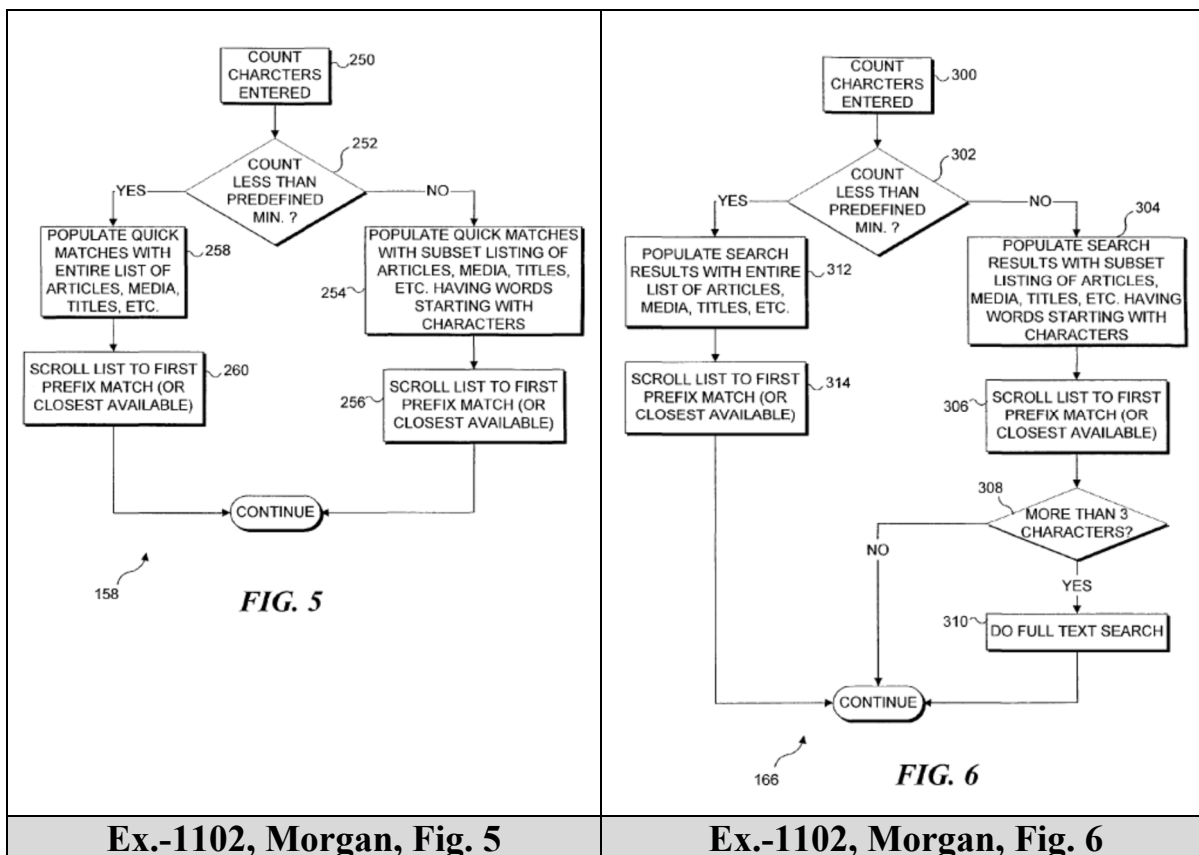 COUNT
CHARCTERS
ENTERED
250
COUNT
LESS THAN
PREDEFINED
MIN. ?
252
YES
NO
POPULATE QUICK
MATCHES WITH
ENTIRE LIST OF
ARTICLES, MEDIA,
TITLES, ETC.
258
POPULATE QUICK MATCHES
WITH SUBSET LISTING OF
ARTICLES, MEDIA, TITLES,
ETC. HAVING WORDS
STARTING WITH
CHARACTERS
254
SCROLL LIST TO FIRST
PREFIX MATCH (OR
CLOSEST AVAILABLE)
260
SCROLL LIST TO FIRST
PREFIX MATCH (OR
CLOSEST AVAILABLE)
256
CONTINUE
158
FIG. 5
COUNT
CHARCTERS
ENTERED
300
COUNT
LESS THAN
PREDEFINED
MIN. ?
302
YES
NO
304
POPULATE SEARCH
RESULTS WITH ENTIRE
LIST OF ARTICLES,
MEDIA, TITLES, ETC.
312
POPULATE SEARCH
RESULTS WITH SUBSET
LISTING OF ARTICLES,
MEDIA, TITLES, ETC. HAVING
WORDS STARTING WITH
CHARACTERS
SCROLL LIST TO FIRST
PREFIX MATCH (OR
CLOSEST AVAILABLE)
314
SCROLL LIST TO FIRST
PREFIX MATCH (OR
CLOSEST AVAILABLE)
306
308
MORE THAN 3
CHARACTERS?
NO
YES
310
DO FULL TEXT SEARCH
CONTINUE
166
FIG. 6
Ex.-1102, Morgan, Fig. 5
Ex.-1102, Morgan, Fig. 6